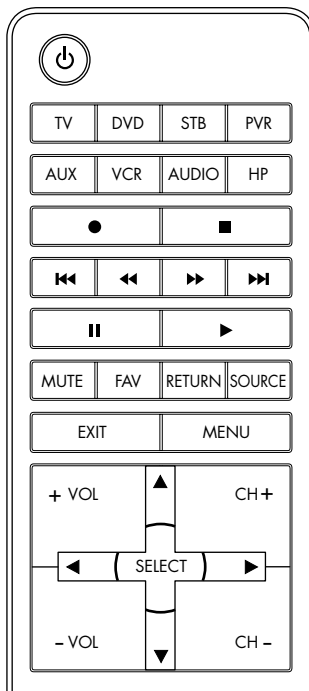 TV DVD STB PVR
AUX VCR AUDIO HP
MUTE FAV RETURN SOURCE
EXIT MENU
+ VOL CH+
SELECT
– VOL CH –